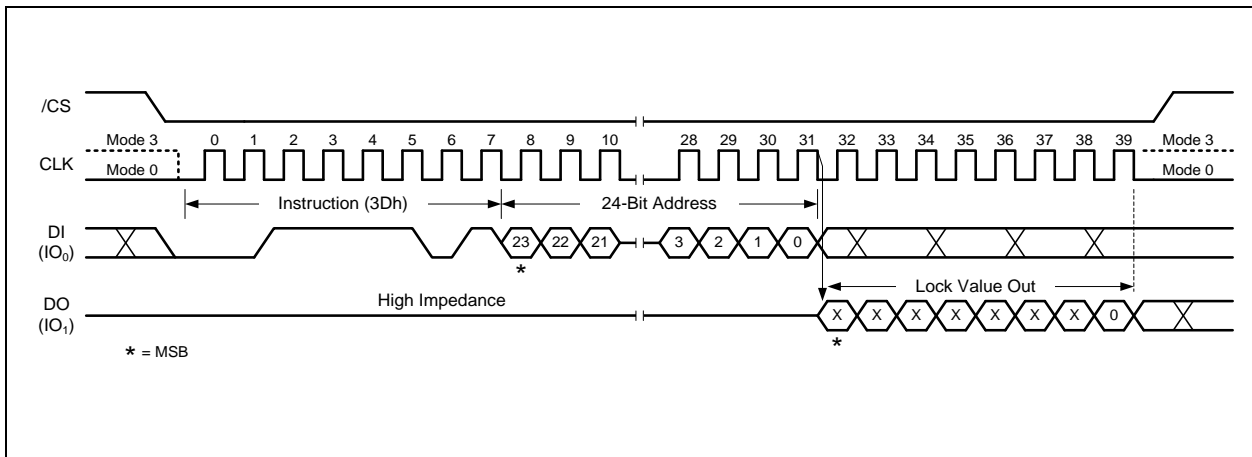 /CS
Mode 3 0 1 2 3 4 5 6 7 8 9 10 28 29 30 31 32 33 34 35 36 37 38 39 Mode 3
CLK
Mode 0 Mode 0
Instruction (3Dh) 24-Bit Address
DI
(IO₀)
23 22 21 3 2 1 0
*
Lock Value Out
High Impedance
DO
(IO₁)
X X X X X X X 0
*
* = MSB